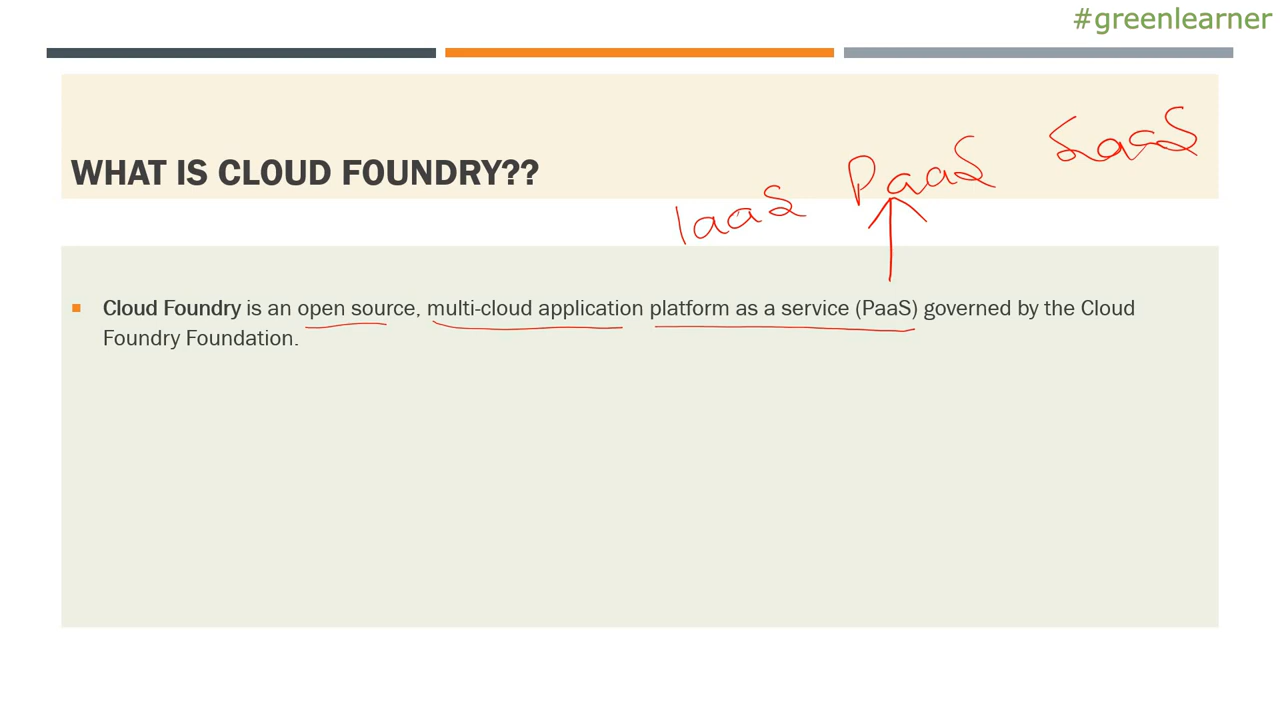 #greenlearner
WHAT IS CLOUD FOUNDRY??
IaaS PaaS SaaS
Cloud Foundry is an open source, multi-cloud application platform as a service (PaaS) governed by the Cloud
Foundry Foundation.